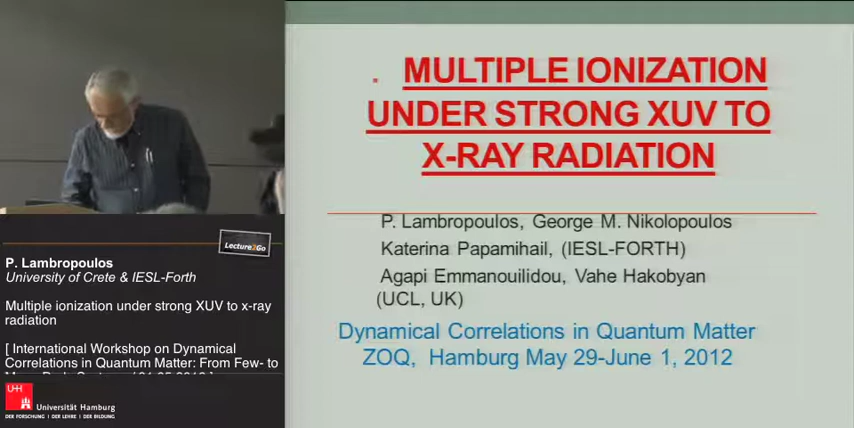 . MULTIPLE IONIZATION
UNDER STRONG XUV TO
X-RAY RADIATION
P. Lambropoulos, George M. Nikolopoulos
Katerina Papamihail, (IESL-FORTH)
Agapi Emmanouilidou, Vahe Hakobyan
(UCL, UK)
Dynamical Correlations in Quantum Matter
ZOQ, Hamburg May 29-June 1, 2012
Lecture2Go
P. Lambropoulos
University of Crete & IESL-Forth
Multiple ionization under strong XUV to x-ray
radiation
[ International Workshop on Dynamical
Correlations in Quantum Matter: From Few- to
UH
Universität Hamburg
DER FORSCHUNG | DER LEHRE | DER BILDUNG